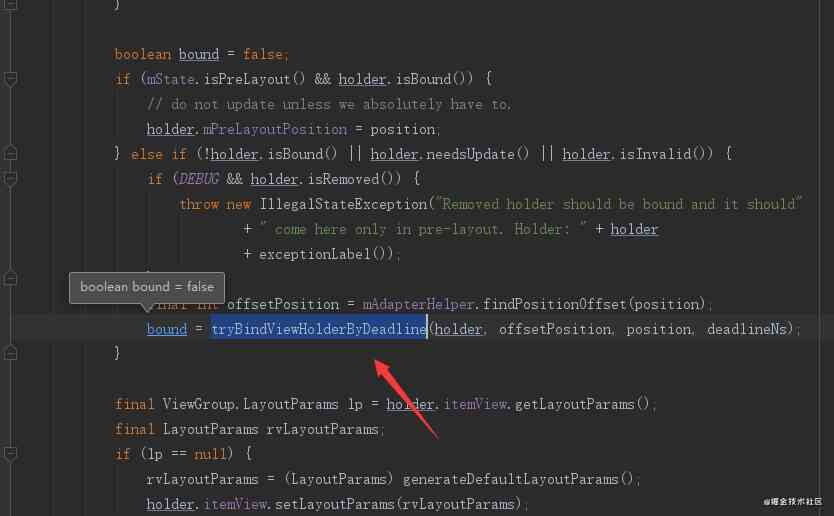 }
boolean bound = false;
if (mState.isPreLayout() && holder.isBound()) {
// do not update unless we absolutely have to.
holder.mPreLayoutPosition = position;
} else if (!holder.isBound() || holder.needsUpdate() || holder.isInvalid()) {
if (DEBUG && holder.isRemoved()) {
throw new IllegalStateException("Removed holder should be bound and it should"
+ " come here only in pre-layout. Holder: " + holder
+ exceptionLabel());
boolean bound = false
int offsetPosition = mAdapterHelper.findPositionOffset(position);
bound = tryBindViewHolderByDeadline(holder, offsetPosition, position, deadlineNs);
}
final ViewGroup.LayoutParams lp = holder.itemView.getLayoutParams();
final LayoutParams rvLayoutParams;
if (lp == null) {
rvLayoutParams = (LayoutParams) generateDefaultLayoutParams();
holder.itemView.setLayoutParams(rvLayoutParams);
@掘金技术社区